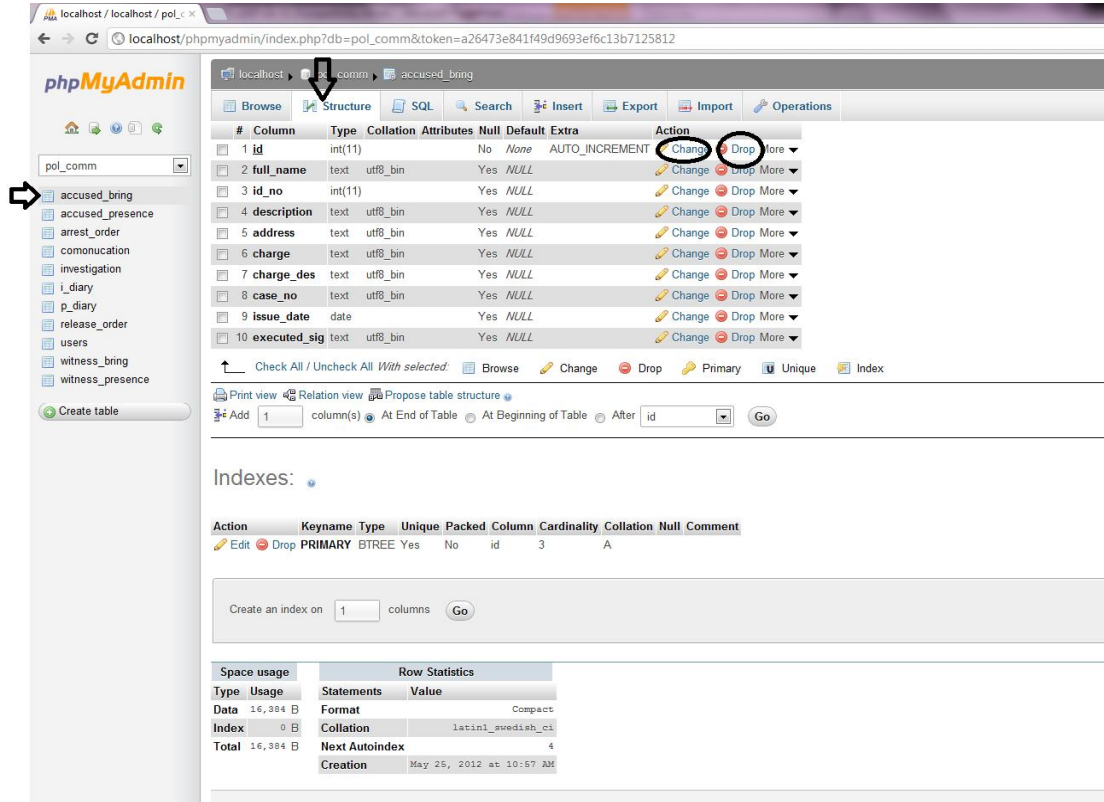 localhost / localhost / pol_c
localhost/phpmyadmin/index.php?db=pol_comm&token=a26473e841f49d9693ef6c13b7125812
phpMyAdmin
localhost pol_comm accused_bring
Browse Structure SQL Search Insert Export Import Operations
# Column Type Collation Attributes Null Default Extra Action
1 id int(11) No None AUTO_INCREMENT Change Drop More
2 full_name text utf8_bin Yes NULL Change Drop More
3 id_no int(11) Yes NULL Change Drop More
4 description text utf8_bin Yes NULL Change Drop More
5 address text utf8_bin Yes NULL Change Drop More
6 charge text utf8_bin Yes NULL Change Drop More
7 charge_des text utf8_bin Yes NULL Change Drop More
8 case_no text utf8_bin Yes NULL Change Drop More
9 issue_date date Yes NULL Change Drop More
10 executed_sig text utf8_bin Yes NULL Change Drop More
pol_comm
accused_bring
accused_presence
arrest_order
comonucation
investigation
i_diary
p_diary
release_order
users
witness_bring
witness_presence
Create table
Check All / Uncheck All With selected: Browse Change Drop Primary U Unique Index
Print view Relation view Propose table structure
Add 1 column(s) At End of Table At Beginning of Table After id Go
Indexes:
Action Keyname Type Unique Packed Column Cardinality Collation Null Comment
Edit Drop PRIMARY BTREE Yes No id 3 A
Create an index on 1 columns Go
Space usage
Type Usage
Data 16,384 B
Index 0 B
Total 16,384 B
Row Statistics
Statements Value
Format Compact
Collation latin1_swedish_ci
Next Autoindex 4
Creation May 25, 2012 at 10:57 AM